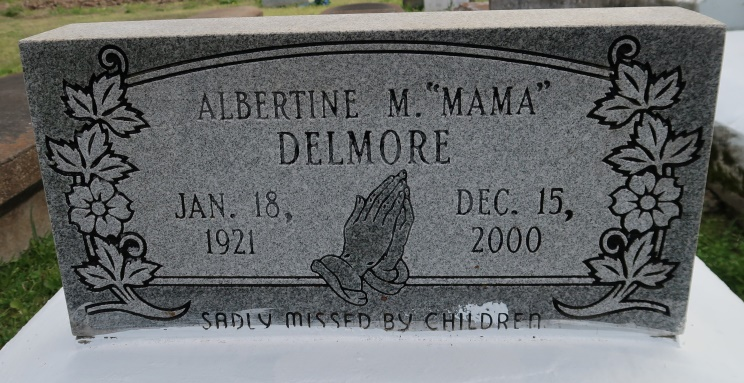 ALBERTINE M. "MAMA"
DELMORE
JAN. 18, DEC. 15,
1921 2000
SADLY MISSED BY CHILDREN